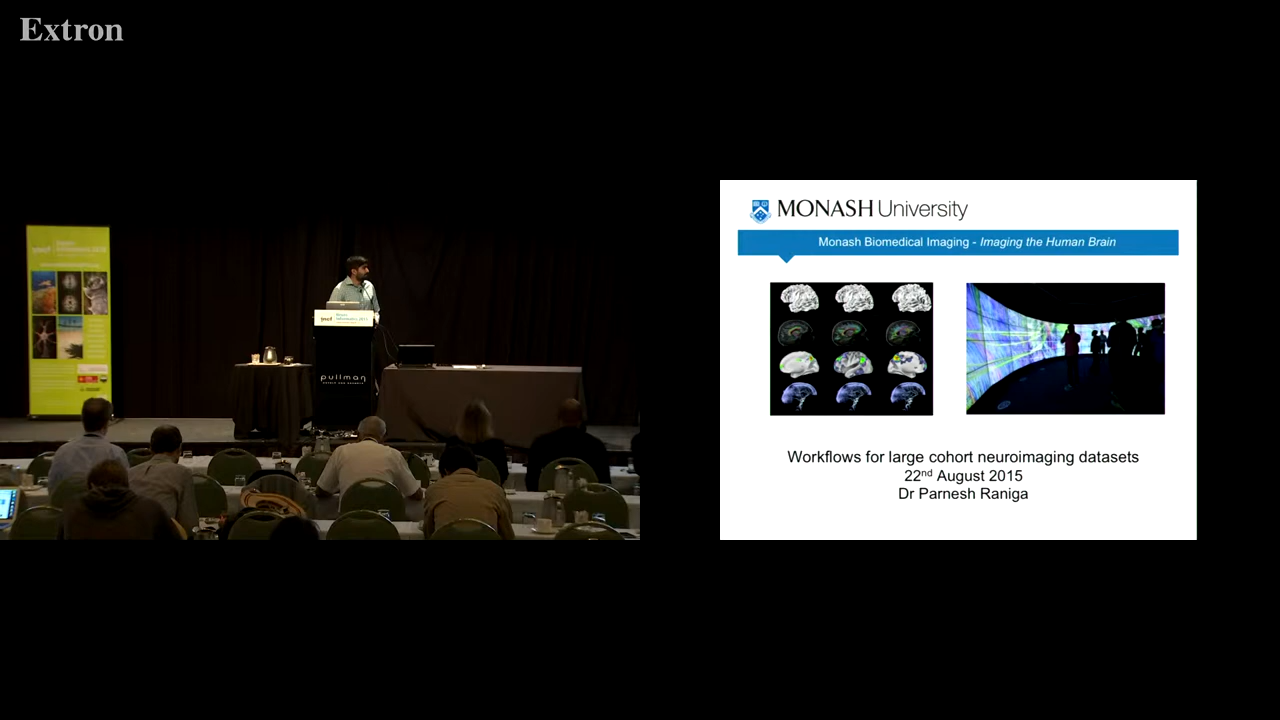 Extron
MONASH University
Monash Biomedical Imaging - Imaging the Human Brain
Workflows for large cohort neuroimaging datasets
22nd August 2015
Dr Parnesh Raniga
pullman